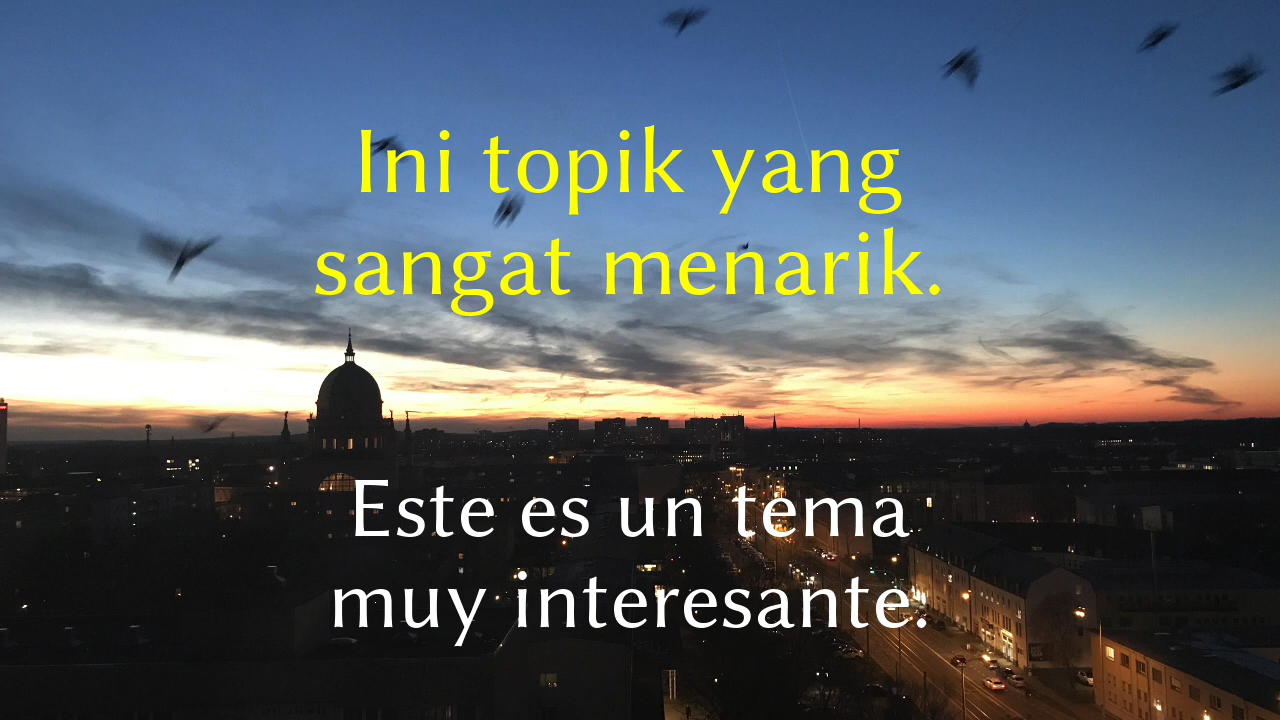 Ini topik yang
sangat menarik.
Este es un tema
muy interesante.